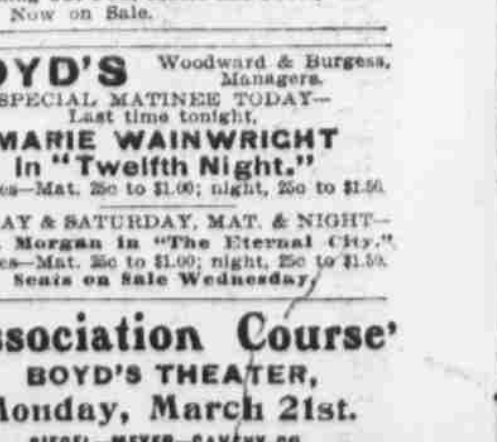 Now on Sale.
OYD'S Woodward & Burgess,
Managers.
SPECIAL MATINEE TODAY—
Last time tonight,
MARIE WAINWRIGHT
In "Twelfth Night."
es—Mat. 25c to $1.00; night, 25c to $1.50.
AY & SATURDAY, MAT. & NIGHT—
. Morgan in "The Eternal City."
es—Mat. 25c to $1.00; night, 25c to $1.50.
Seats on Sale Wednesday,
ssociation Course'
BOYD'S THEATER,
Monday, March 21st.